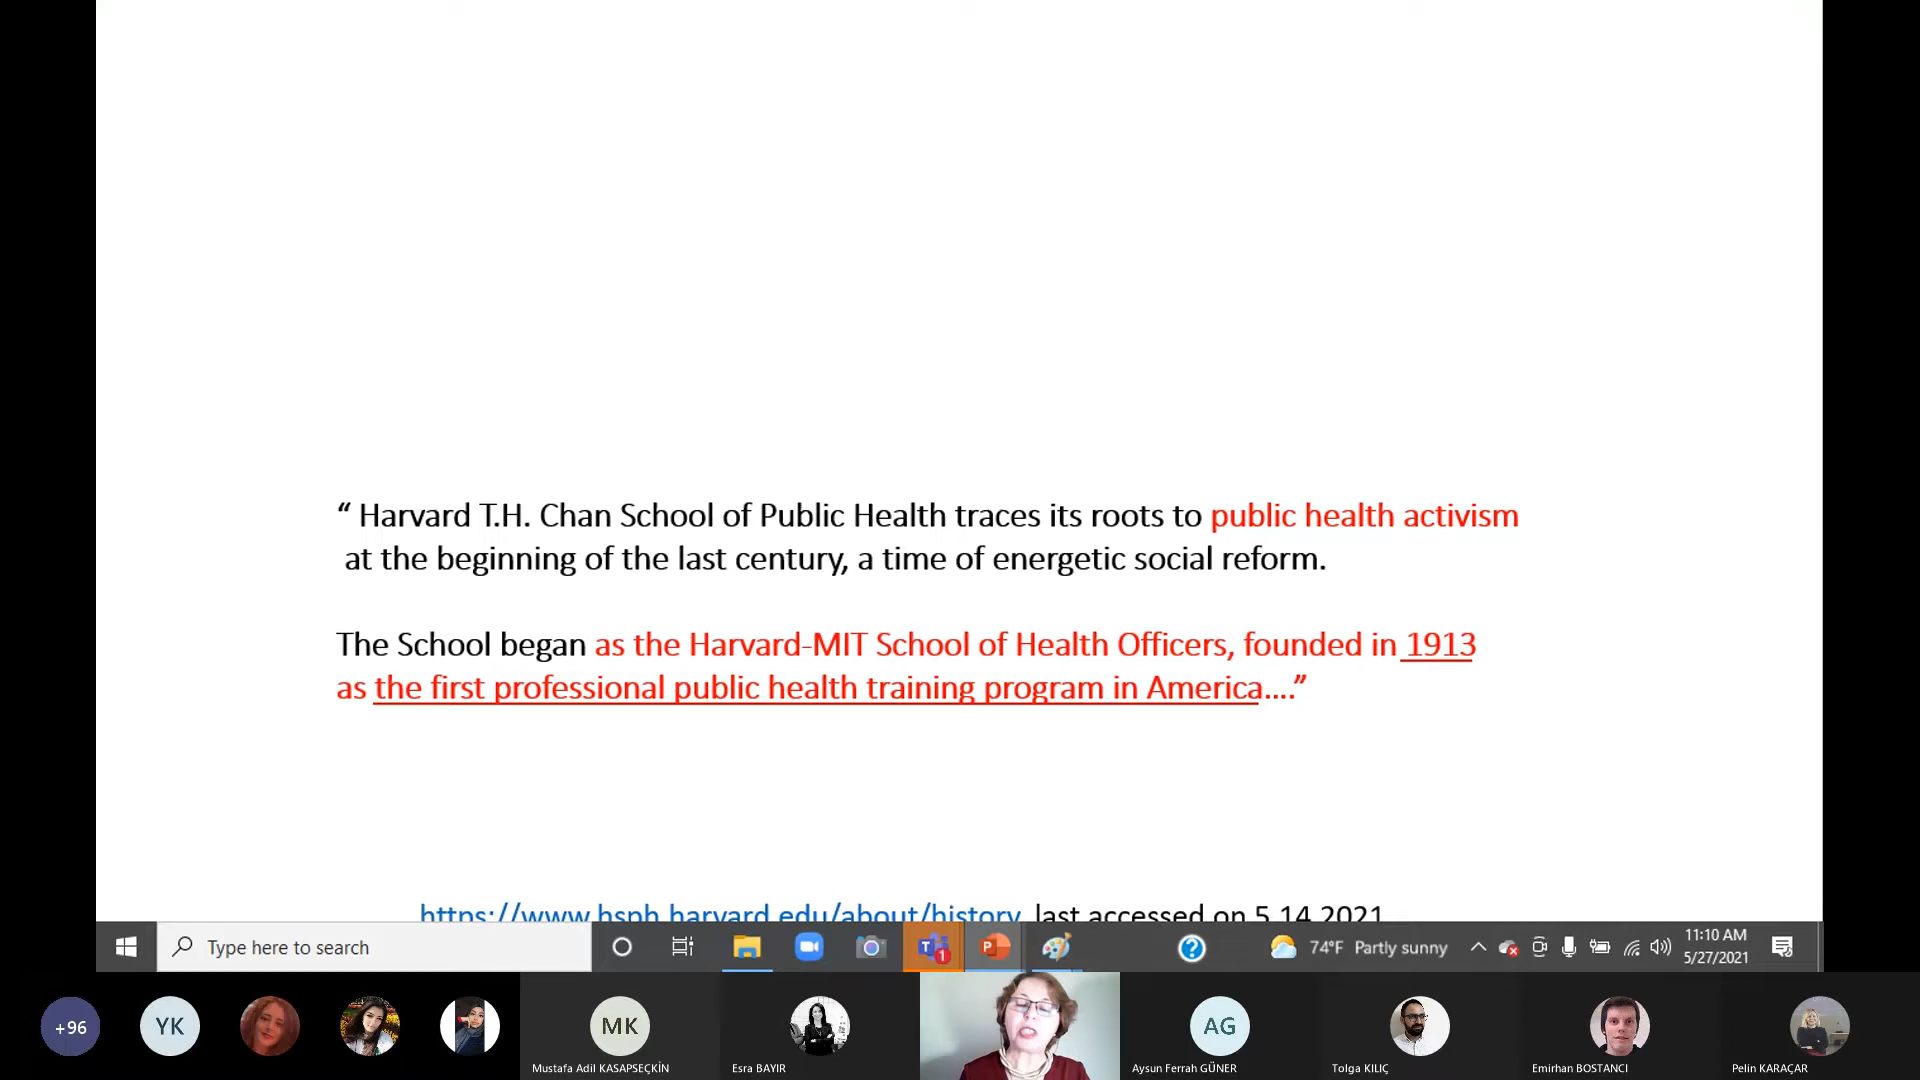 “ Harvard T.H. Chan School of Public Health traces its roots to public health activism
at the beginning of the last century, a time of energetic social reform.
The School began as the Harvard-MIT School of Health Officers, founded in 1913
as the first professional public health training program in America….”
https://www.hsph.harvard.edu/about/history last accessed on 5.14.2021
Type here to search
T
1
P
?
74°F Partly sunny
11:10 AM
5/27/2021
+96
YK
MK
AG
Mustafa Adil KASAPSEÇKİN
Esra BAYIR
Aysun Ferrah GÜNER
Tolga KILIÇ
Emirhan BOSTANCI
Pelin KARAÇAR